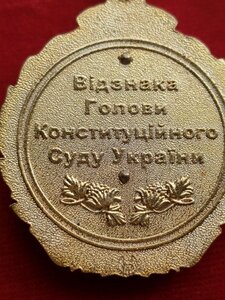 Відзнака
Голови
Конституційного
Суду України